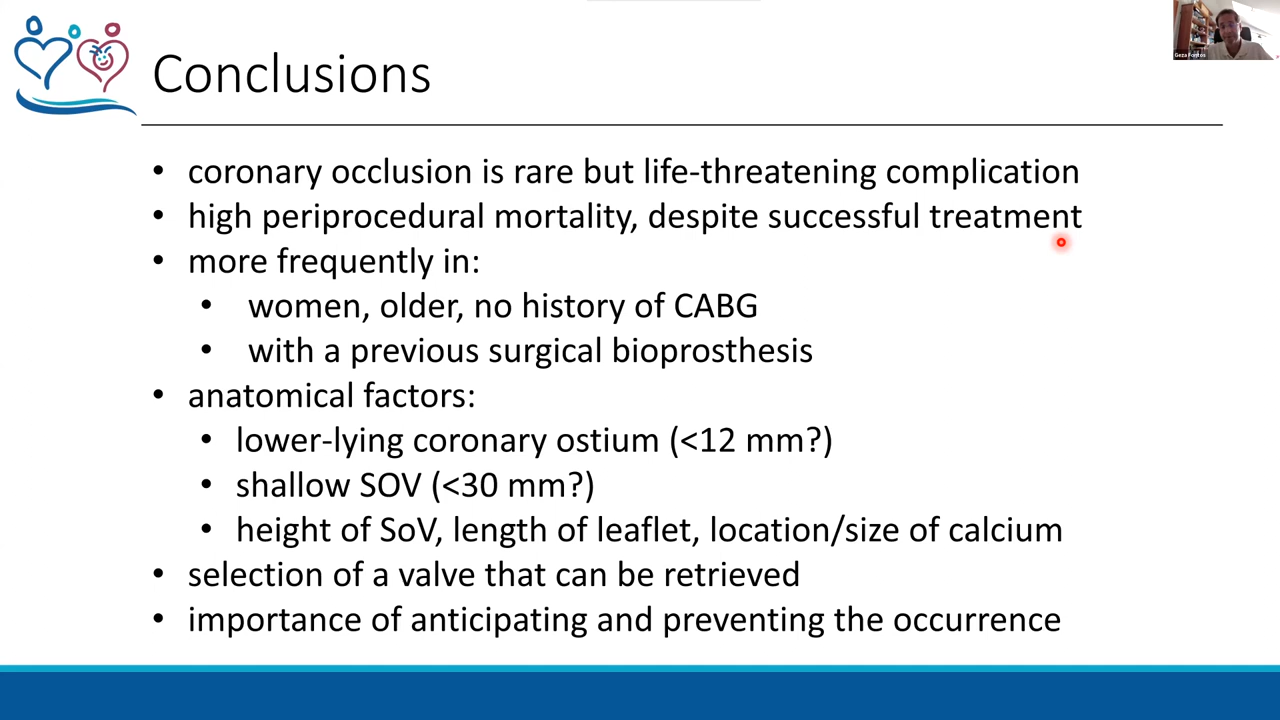 Conclusions
• coronary occlusion is rare but life-threatening complication
• high periprocedural mortality, despite successful treatment
• more frequently in:
• women, older, no history of CABG
• with a previous surgical bioprosthesis
• anatomical factors:
• lower-lying coronary ostium (<12 mm?)
• shallow SOV (<30 mm?)
• height of SoV, length of leaflet, location/size of calcium
• selection of a valve that can be retrieved
• importance of anticipating and preventing the occurrence
Geza Fontos